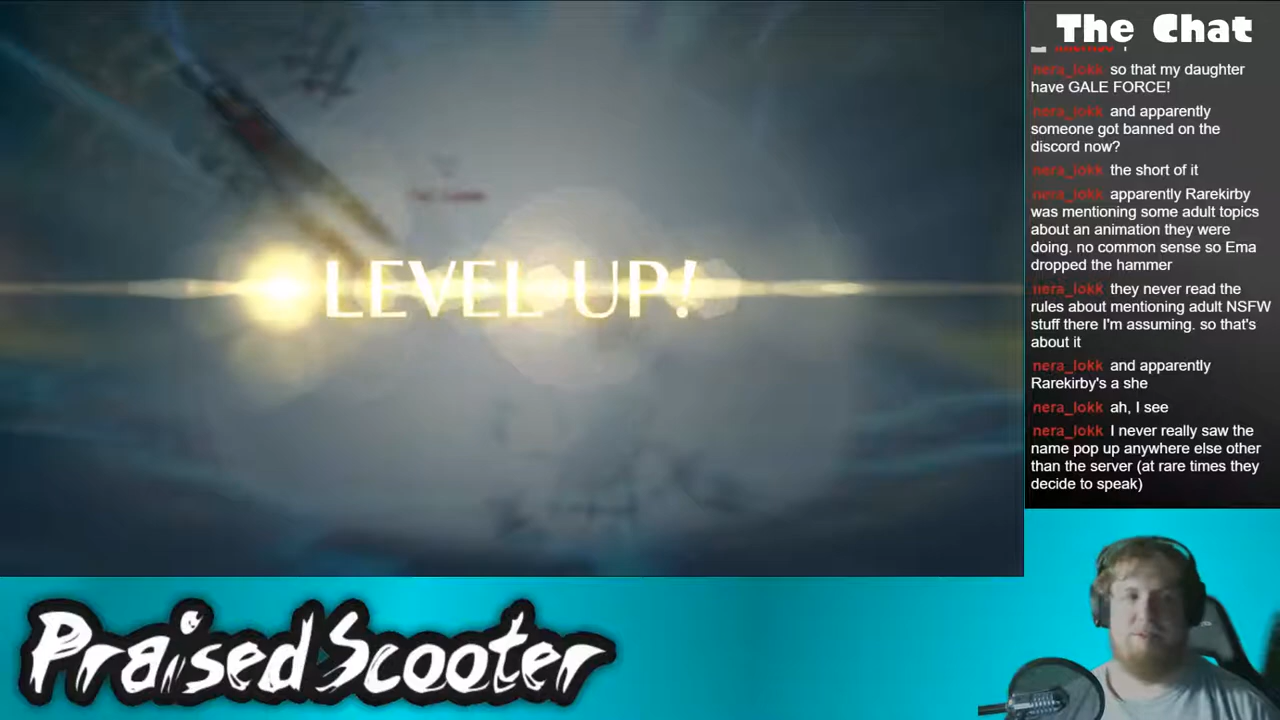 LEVEL UP!
The Chat
nera_lokk so that my daughter
have GALE FORCE!
nera_lokk and apparently
someone got banned on the
discord now?
nera_lokk the short of it
nera_lokk apparently Rarekirby
was mentioning some adult topics
about an animation they were
doing. no common sense so Ema
dropped the hammer
nera_lokk they never read the
rules about mentioning adult NSFW
stuff there I'm assuming. so that's
about it
nera_lokk and apparently
Rarekirby's a she
nera_lokk ah, I see
nera_lokk I never really saw the
name pop up anywhere else other
than the server (at rare times they
decide to speak)
PraisedScooter